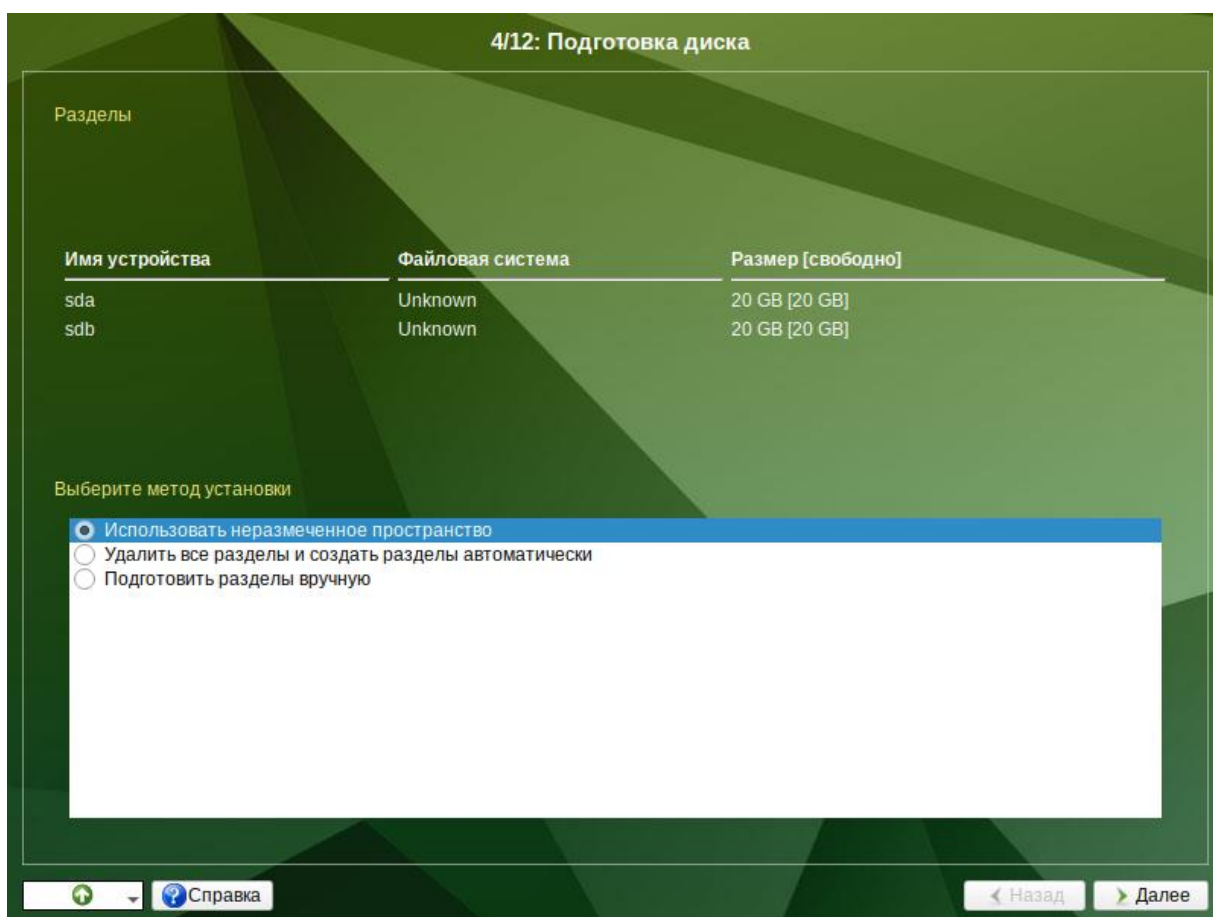 4/12: Подготовка диска
Разделы
Имя устройства Файловая система Размер [свободно]
sda Unknown 20 GB [20 GB]
sdb Unknown 20 GB [20 GB]
Выберите метод установки
Использовать неразмеченное пространство
Удалить все разделы и создать разделы автоматически
Подготовить разделы вручную
Справка Назад Далее